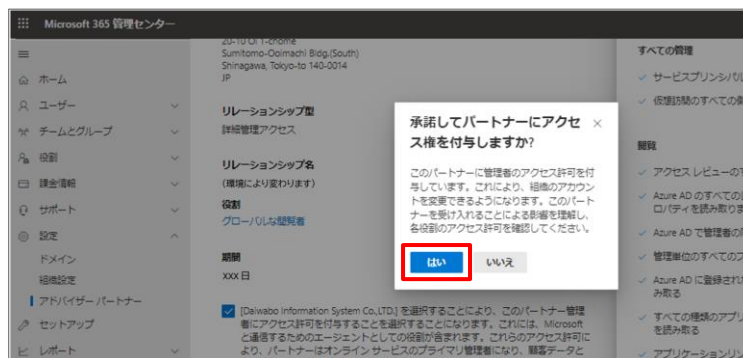 Microsoft 365 管理センター
ホーム
ユーザー
チームとグループ
役割
課金情報
サポート
設定
ドメイン
組織設定
アドバイザー パートナー
セットアップ
レポート
20-10 Oi 1-chome
Sumitomo-Ooimachi Bldg.(South)
Shinagawa, Tokyo-to 140-0014
JP
リレーションシップ型
詳細管理アクセス
リレーションシップ名
(環境により変わります)
役割
グローバルな閲覧者
期間
xxx 日
[Daiwabo Information System Co.,LTD.] を選択することにより、このパートナー管理
者にアクセス許可を付与することを選択することになります。これには、Microsoft
と通信するためのエージェントとしての役割が含まれます。これらのアクセス許可に
より、パートナーはオンライン サービスのプライマリ管理者になり、顧客データと
承諾してパートナーにアクセ
ス権を付与しますか?
このパートナーに管理者のアクセス許可を付
与しています。これにより、組織のアカウン
トを変更できるようになります。このパート
ナーを受け入れることによる影響を理解し、
各役割のアクセス許可を確認してください。
はい
いいえ
すべての管理
サービスプリンシパル
仮想訪問のすべての側
閲覧
アクセス レビューのす
Azure AD のすべての
ロパティを読み取りま
Azure AD で管理者の
管理単位のすべてのプ
Azure AD に登録され
み取る
すべての種類のアプリ
を読み取る
アプリケーション